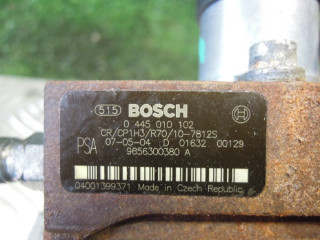 515 BOSCH
0 445 010 102
CR/CP1H3/R70/10-7812S
PSA 07-05-04 D 01632 00129
9856300380 A
04001399371 Made in Czech Republic